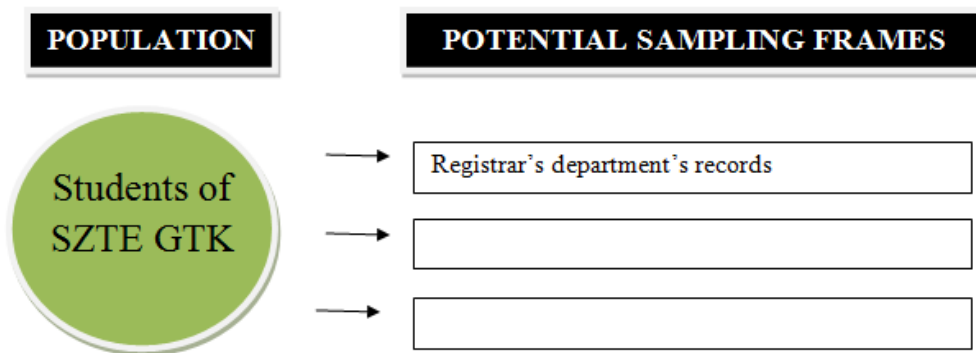 POPULATION
POTENTIAL SAMPLING FRAMES
Students of
SZTE GTK
Registrar’s department’s records